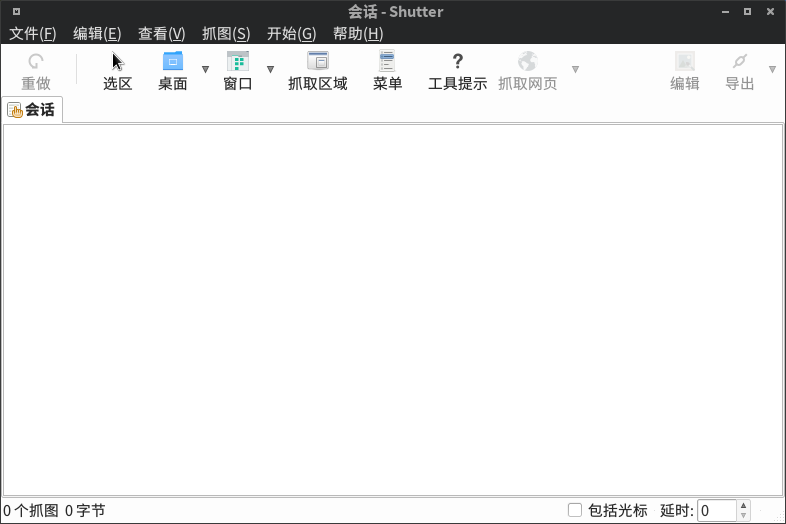 会话 - Shutter
文件(F) 编辑(E) 查看(V) 抓图(S) 开始(G) 帮助(H)
重做 选区 桌面 窗口 抓取区域 菜单 工具提示 抓取网页 编辑 导出
会话
0 个抓图 0 字节 包括光标 延时: 0